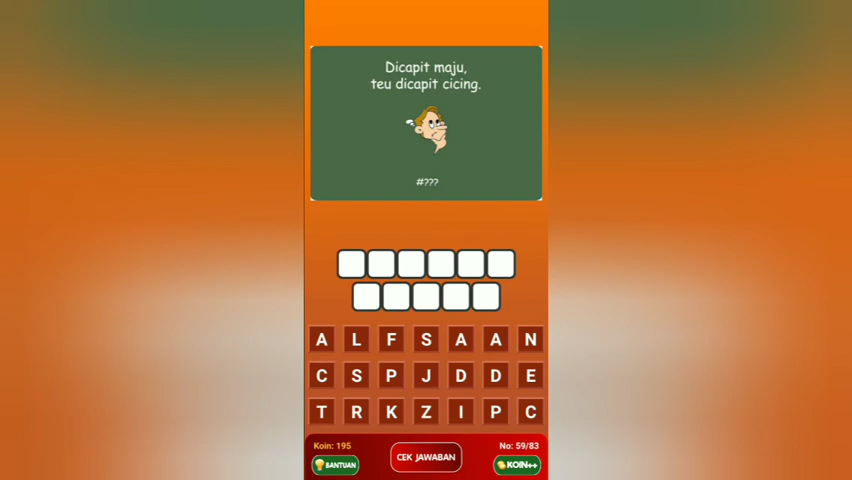 Dicapit maju,
teu dicapit cicing.
#???
A L F S A A N
C S P J D D E
T R K Z I P C
Koin: 195
No: 59/83
BANTUAN
CEK JAWABAN
KOIN++